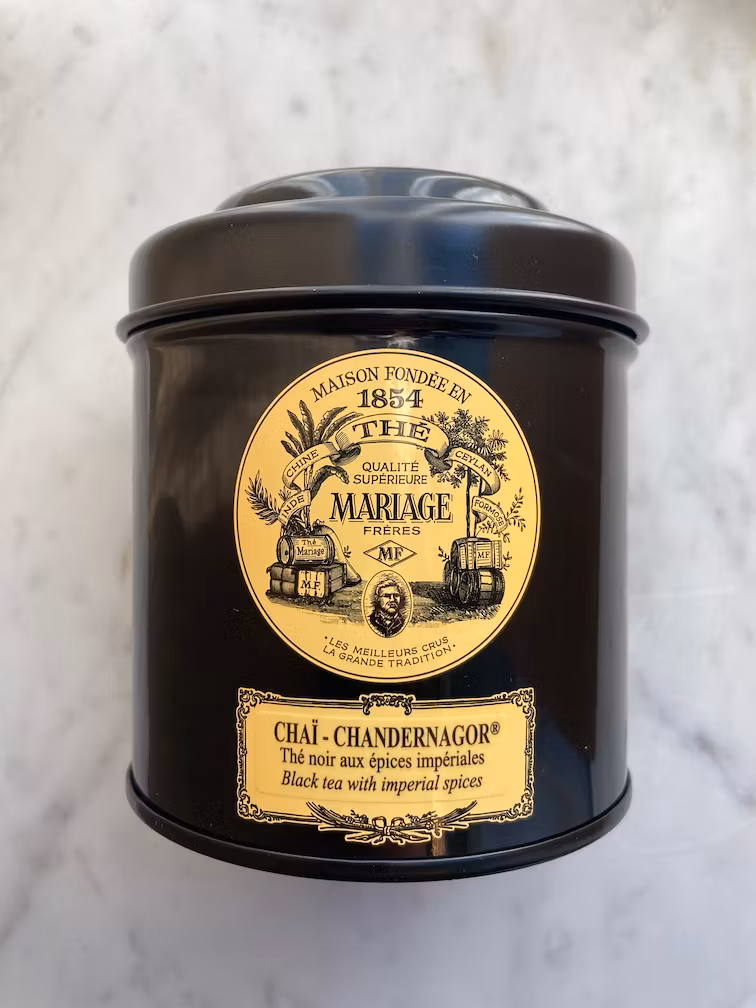 MAISON FONDÉE EN
1854
THÉ
CHINE
CEYLAN
INDE
FORMOSE
QUALITÉ
SUPÉRIEURE
MARIAGE
FRÈRES
MF
Thé
Mariage
M.F
MF
•LES MEILLEURS CRUS
LA GRANDE TRADITION•
CHAÏ - CHANDERNAGOR®
Thé noir aux épices impériales
Black tea with imperial spices